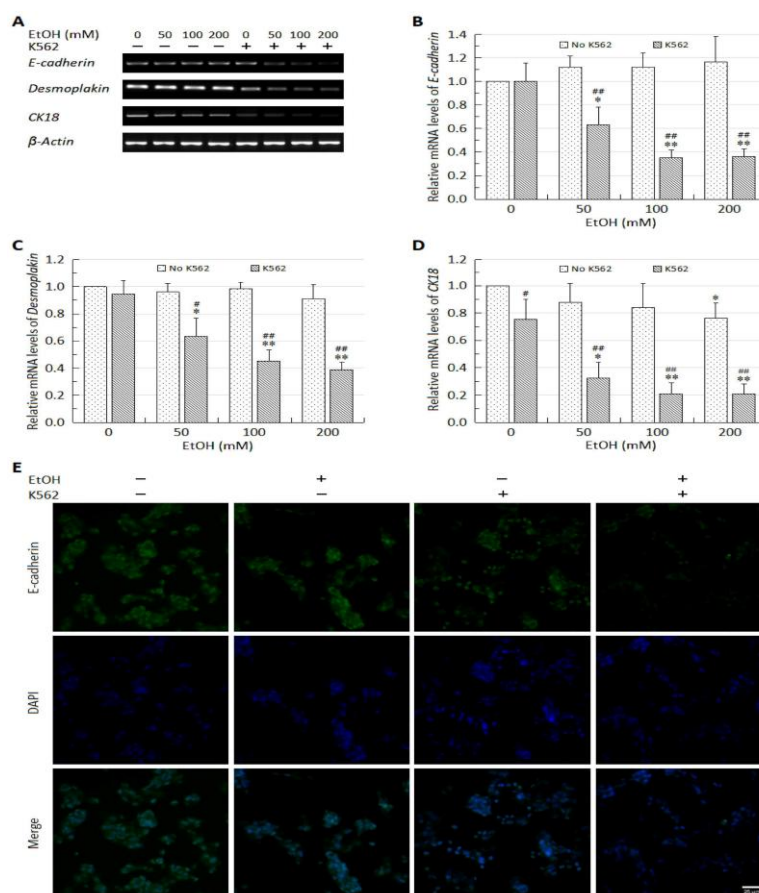 A
EtOH (mM) 0 50 100 200 0 50 100 200
K562 − − − − + + + +
E-cadherin
Desmoplakin
CK18
β-Actin
B
Relative mRNA levels of E-cadherin
1.4
1.2
1.0
0.8
0.6
0.4
0.2
0.0
No K562 K562
##
*
##
**
##
**
0 50 100 200
EtOH (mM)
C
Relative mRNA levels of Desmoplakin
1.2
1.0
0.8
0.6
0.4
0.2
0.0
No K562 K562
#
*
##
**
##
**
0 50 100 200
EtOH (mM)
D
Relative mRNA levels of CK18
1.2
1.0
0.8
0.6
0.4
0.2
0.0
No K562 K562
#
##
*
##
**
*
##
**
0 50 100 200
EtOH (mM)
E
EtOH − + − +
K562 − − + +
E-cadherin
DAPI
Merge